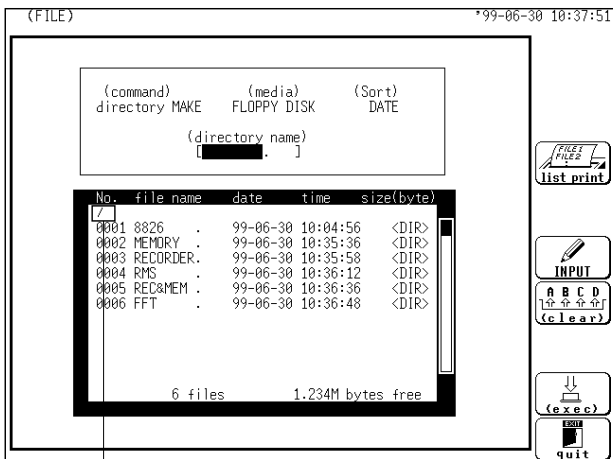 (FILE) '99-06-30 10:37:51
(command) (media) (Sort)
directory MAKE FLOPPY DISK DATE
(directory name)
[ . ]
No. file name date time size(byte)
/
0001 8826 . 99-06-30 10:04:56 <DIR>
0002 MEMORY . 99-06-30 10:35:36 <DIR>
0003 RECORDER. 99-06-30 10:35:58 <DIR>
0004 RMS . 99-06-30 10:36:12 <DIR>
0005 REC&MEM . 99-06-30 10:36:36 <DIR>
0006 FFT . 99-06-30 10:36:48 <DIR>
6 files 1.234M bytes free
FILE1
FILE2
list print
INPUT
A B C D
(clear)
(exec)
EXIT
quit